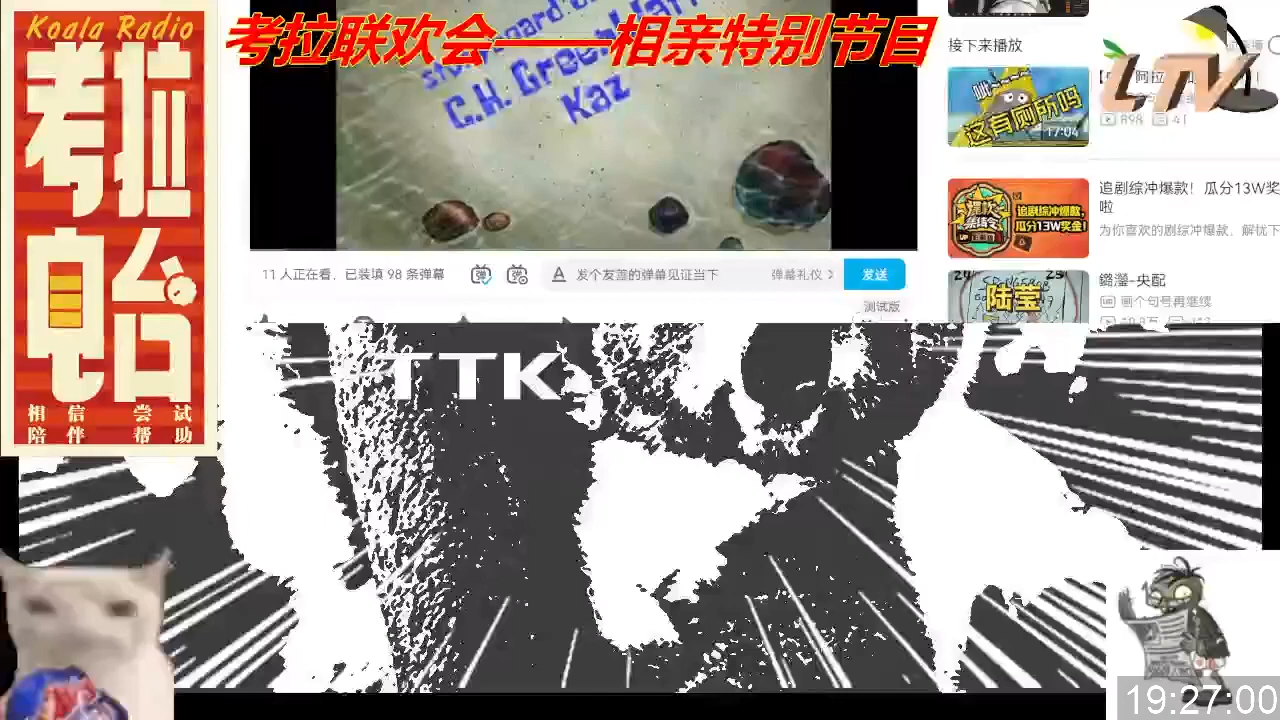 Koala Radio
考拉
电台
相信 尝试
陪伴 帮助
考拉联欢会——相亲特别节目
C.H. Greenblatt
Kaz
11 人正在看，已装填 98 条弹幕
A 发个友善的弹幕见证当下
弹幕礼仪 >
发送
测试版
接下来播放
LTV
这有厕所吗
17:04
898 41
追剧综冲爆款，
瓜分13W奖金!
追剧综冲爆款！瓜分13W奖
啦
为你喜欢的剧综冲爆款，解忧下
24 25
陆莹
鏴瀅-央配
画个句号再继续
TTK
19:27:00